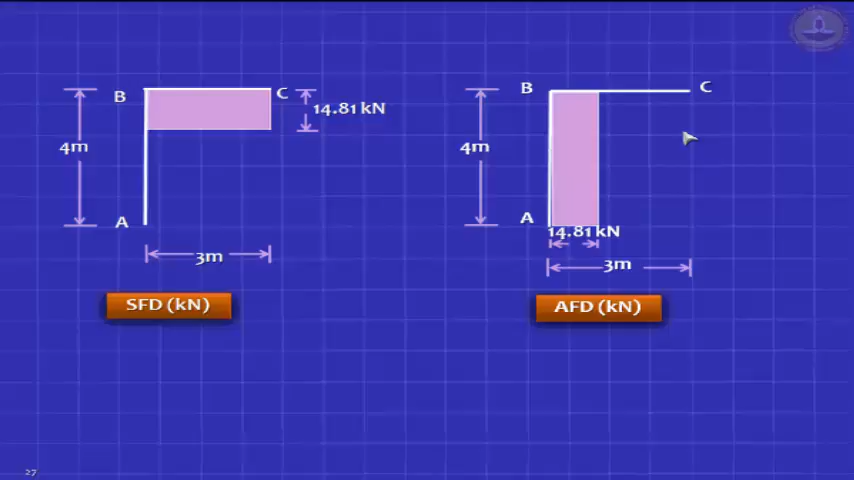 B
C
14.81 kN
4m
A
3m
SFD (kN)
B
C
4m
A
14.81 kN
3m
AFD (kN)
27